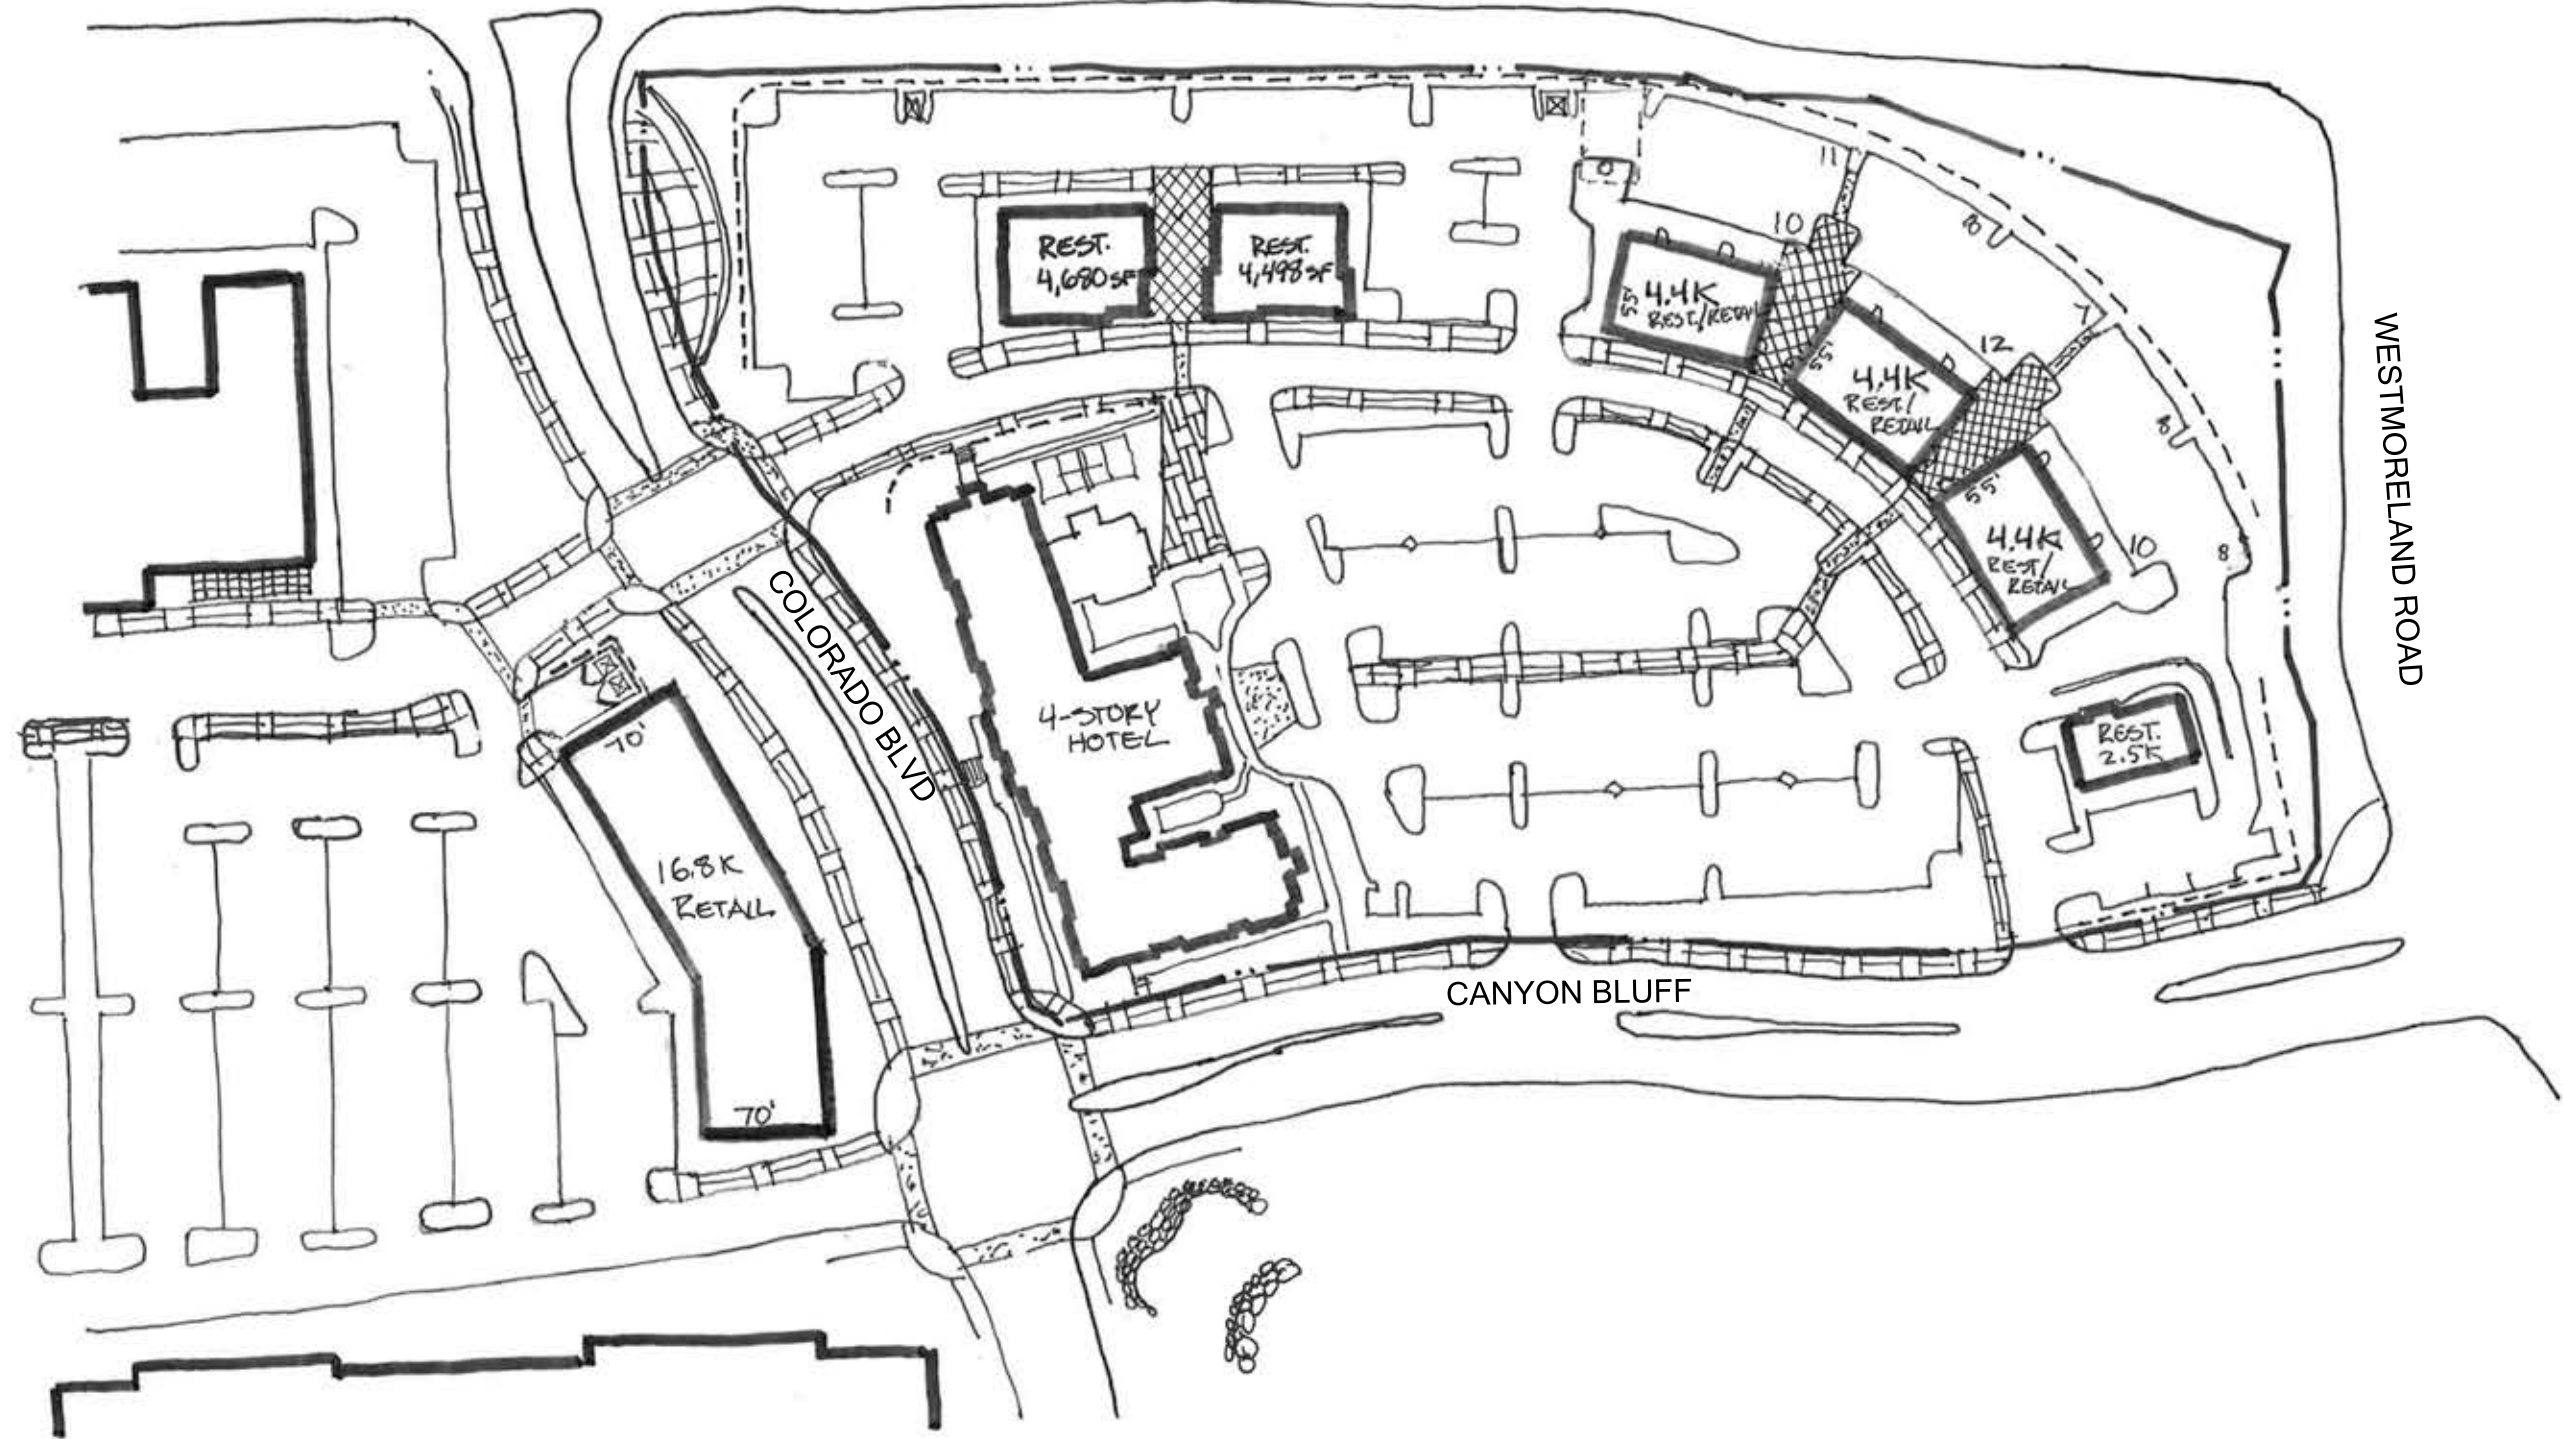 REST.
4,680 SF
REST.
4,498 SF
11
10
8
55'
4.4K
REST/RETAIL
7
12
55'
4.4K
REST/
RETAIL
8
55'
4.4K
REST/
RETAIL
10
8
WESTMORELAND ROAD
COLORADO BLVD
4-STORY
HOTEL
REST.
2.5K
70'
16.8K
RETAIL
70'
CANYON BLUFF